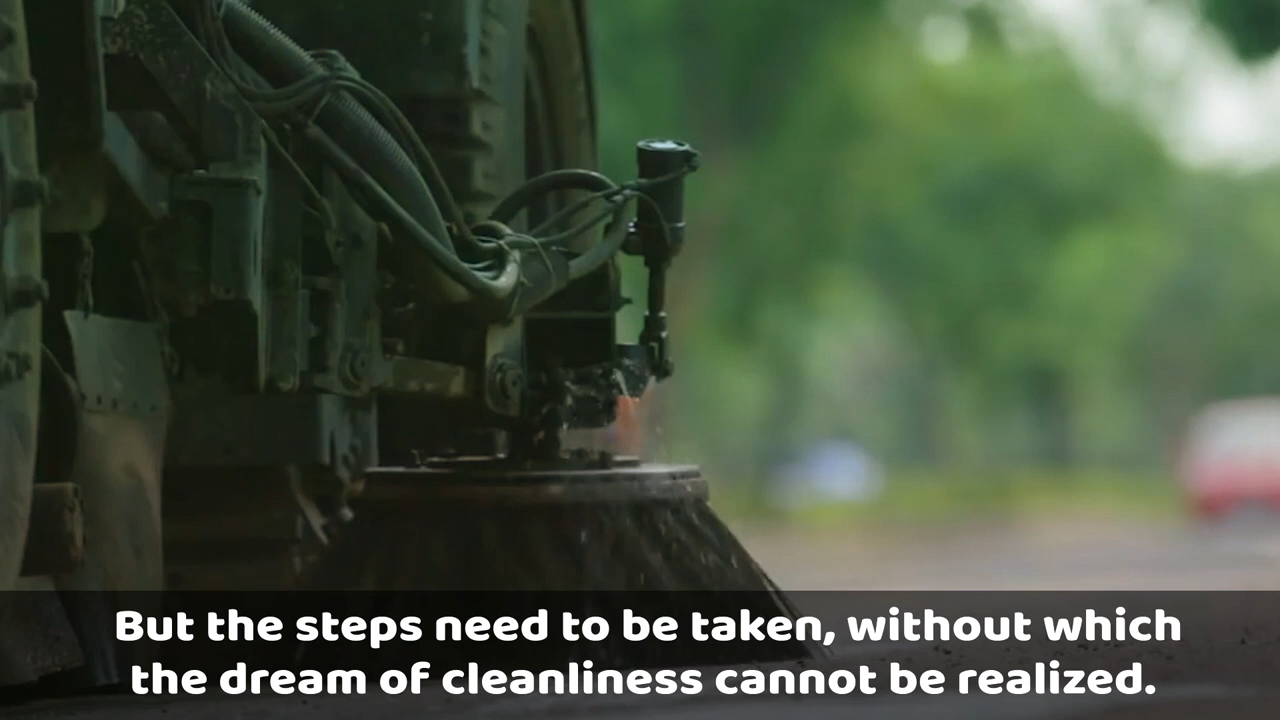 But the steps need to be taken, without which
the dream of cleanliness cannot be realized.